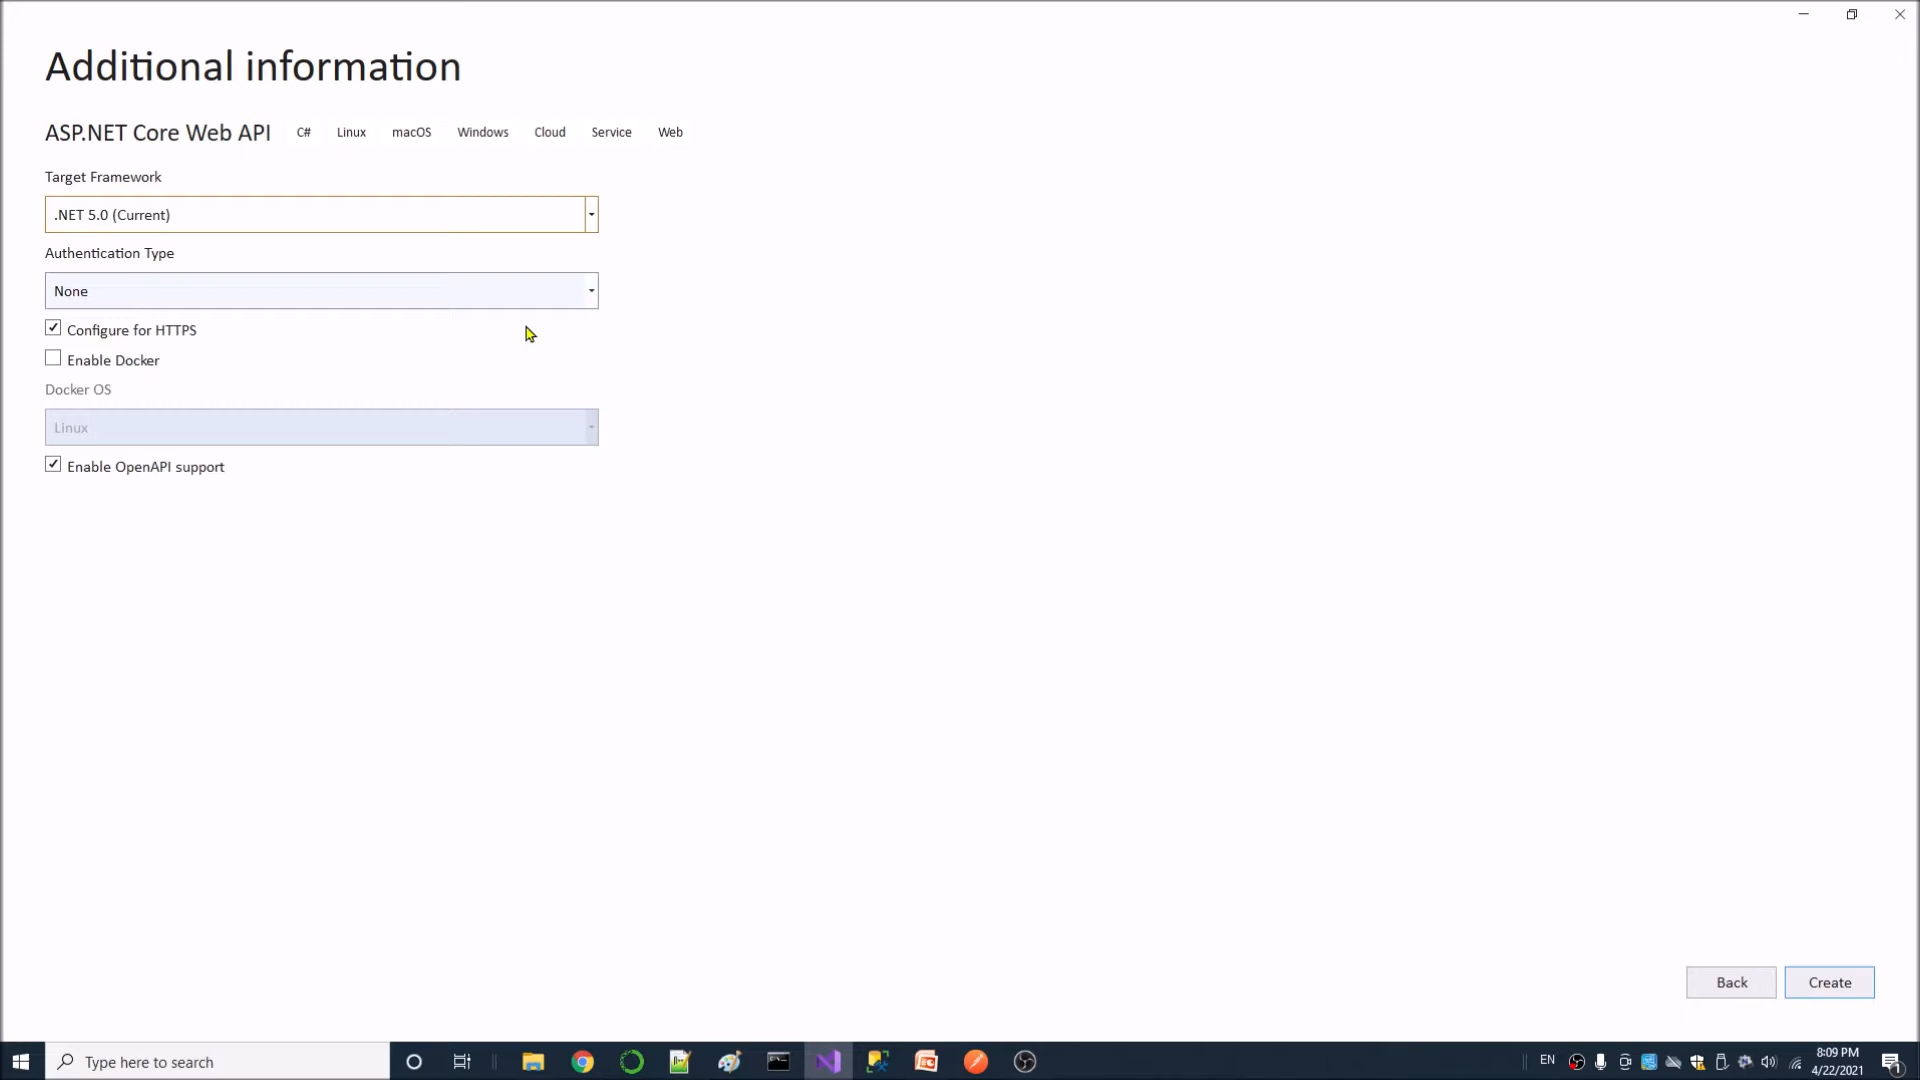 Additional information
ASP.NET Core Web API C# Linux macOS Windows Cloud Service Web
Target Framework
.NET 5.0 (Current)
Authentication Type
None
Configure for HTTPS
Enable Docker
Docker OS
Linux
Enable OpenAPI support
Back Create
Type here to search
EN
8:09 PM
4/22/2021
1